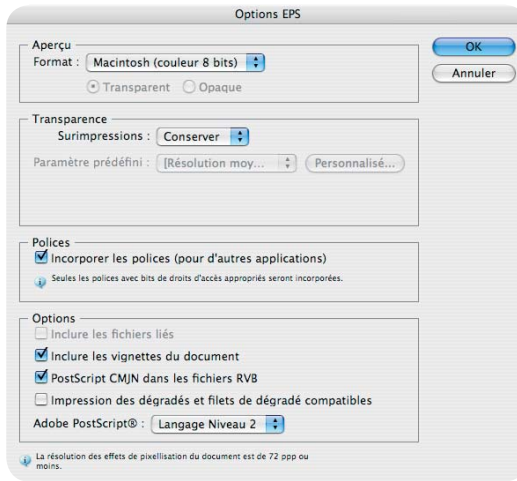 Options EPS
Aperçu
Format : Macintosh (couleur 8 bits)
Transparent Opaque
OK
Annuler
Transparence
Surimpressions : Conserver
Paramètre prédéfini : [Résolution moy... Personnalisé...
Polices
Incorporer les polices (pour d'autres applications)
Seules les polices avec bits de droits d'accès appropriés seront incorporées.
Options
Inclure les fichiers liés
Inclure les vignettes du document
PostScript CMJN dans les fichiers RVB
Impression des dégradés et filets de dégradé compatibles
Adobe PostScript® : Langage Niveau 2
La résolution des effets de pixellisation du document est de 72 ppp ou
moins.